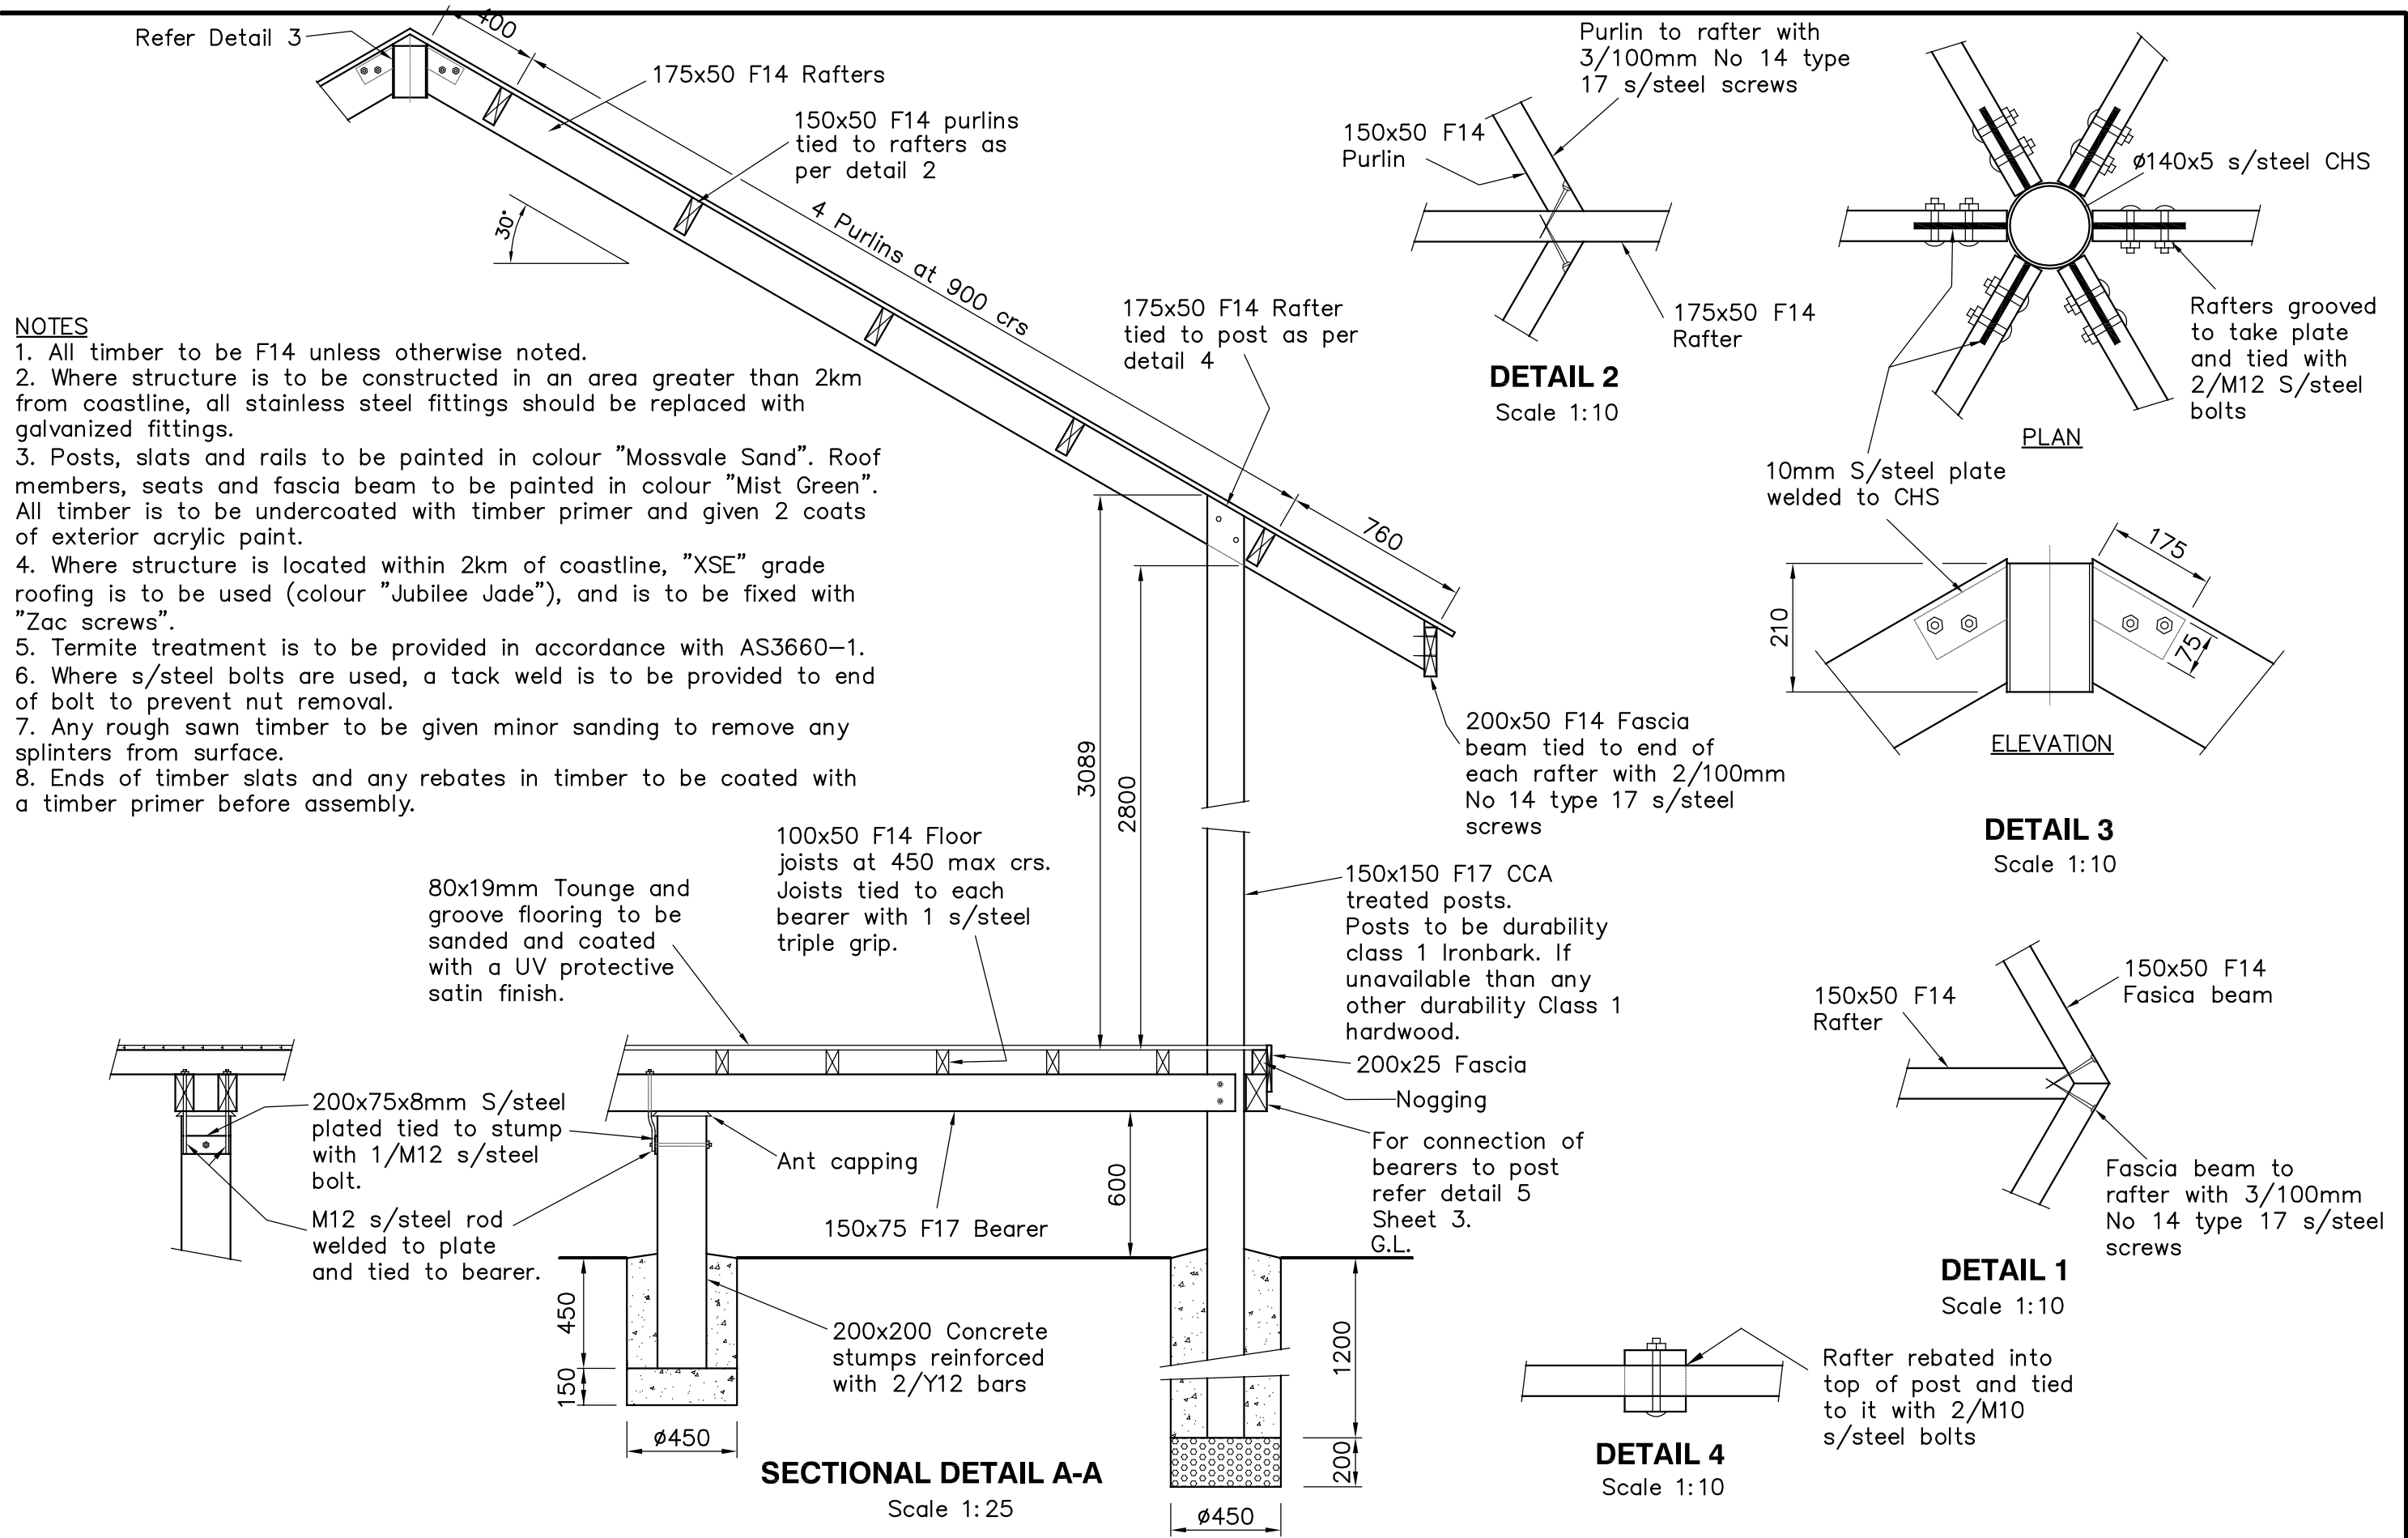 Refer Detail 3
400
175x50 F14 Rafters
150x50 F14 purlins
tied to rafters as
per detail 2
30°
4 Purlins at 900 crs
175x50 F14 Rafter
tied to post as per
detail 4
760
NOTES
1. All timber to be F14 unless otherwise noted.
2. Where structure is to be constructed in an area greater than 2km
from coastline, all stainless steel fittings should be replaced with
galvanized fittings.
3. Posts, slats and rails to be painted in colour "Mossvale Sand". Roof
members, seats and fascia beam to be painted in colour "Mist Green".
All timber is to be undercoated with timber primer and given 2 coats
of exterior acrylic paint.
4. Where structure is located within 2km of coastline, "XSE" grade
roofing is to be used (colour "Jubilee Jade"), and is to be fixed with
"Zac screws".
5. Termite treatment is to be provided in accordance with AS3660-1.
6. Where s/steel bolts are used, a tack weld is to be provided to end
of bolt to prevent nut removal.
7. Any rough sawn timber to be given minor sanding to remove any
splinters from surface.
8. Ends of timber slats and any rebates in timber to be coated with
a timber primer before assembly.
3089
2800
200x50 F14 Fascia
beam tied to end of
each rafter with 2/100mm
No 14 type 17 s/steel
screws
100x50 F14 Floor
joists at 450 max crs.
Joists tied to each
bearer with 1 s/steel
triple grip.
80x19mm Tounge and
groove flooring to be
sanded and coated
with a UV protective
satin finish.
150x150 F17 CCA
treated posts.
Posts to be durability
class 1 Ironbark. If
unavailable than any
other durability Class 1
hardwood.
200x25 Fascia
Nogging
For connection of
bearers to post
refer detail 5
Sheet 3.
G.L.
200x75x8mm S/steel
plated tied to stump
with 1/M12 s/steel
bolt.
M12 s/steel rod
welded to plate
and tied to bearer.
Ant capping
150x75 F17 Bearer
600
450
150
ø450
200x200 Concrete
stumps reinforced
with 2/Y12 bars
1200
200
ø450
SECTIONAL DETAIL A-A
Scale 1:25
Purlin to rafter with
3/100mm No 14 type
17 s/steel screws
150x50 F14
Purlin
175x50 F14
Rafter
DETAIL 2
Scale 1:10
ø140x5 s/steel CHS
Rafters grooved
to take plate
and tied with
2/M12 S/steel
bolts
PLAN
10mm S/steel plate
welded to CHS
175
210
75
ELEVATION
DETAIL 3
Scale 1:10
150x50 F14
Fasica beam
150x50 F14
Rafter
Fascia beam to
rafter with 3/100mm
No 14 type 17 s/steel
screws
DETAIL 1
Scale 1:10
Rafter rebated into
top of post and tied
to it with 2/M10
s/steel bolts
DETAIL 4
Scale 1:10